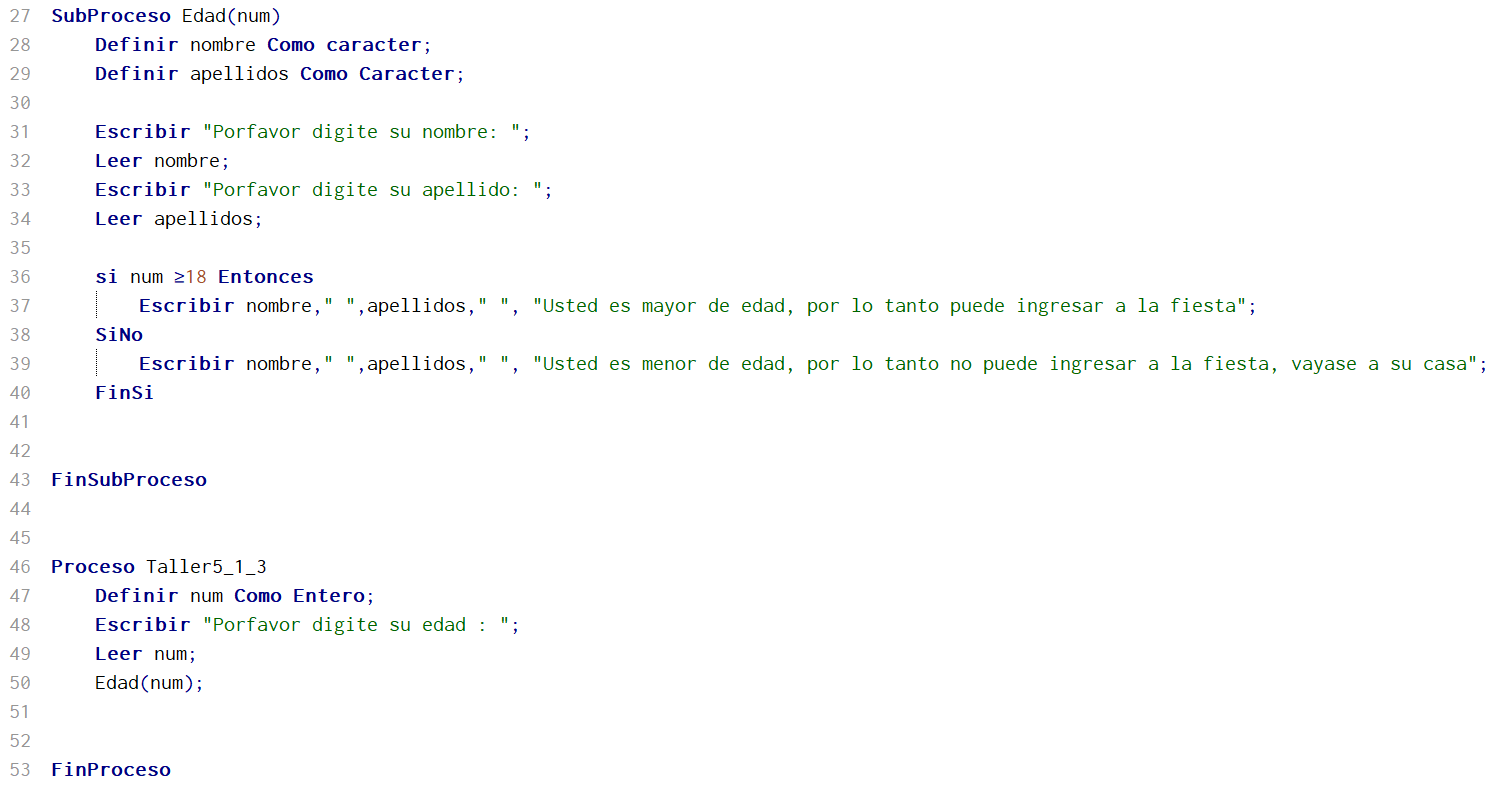 27 SubProceso Edad(num)
28 Definir nombre Como caracter;
29 Definir apellidos Como Caracter;
30
31 Escribir "Porfavor digite su nombre: ";
32 Leer nombre;
33 Escribir "Porfavor digite su apellido: ";
34 Leer apellidos;
35
36 si num ≥18 Entonces
37 Escribir nombre," ",apellidos," ", "Usted es mayor de edad, por lo tanto puede ingresar a la fiesta";
38 SiNo
39 Escribir nombre," ",apellidos," ", "Usted es menor de edad, por lo tanto no puede ingresar a la fiesta, vayase a su casa";
40 FinSi
41
42
43 FinSubProceso
44
45
46 Proceso Taller5_1_3
47 Definir num Como Entero;
48 Escribir "Porfavor digite su edad : ";
49 Leer num;
50 Edad(num);
51
52
53 FinProceso